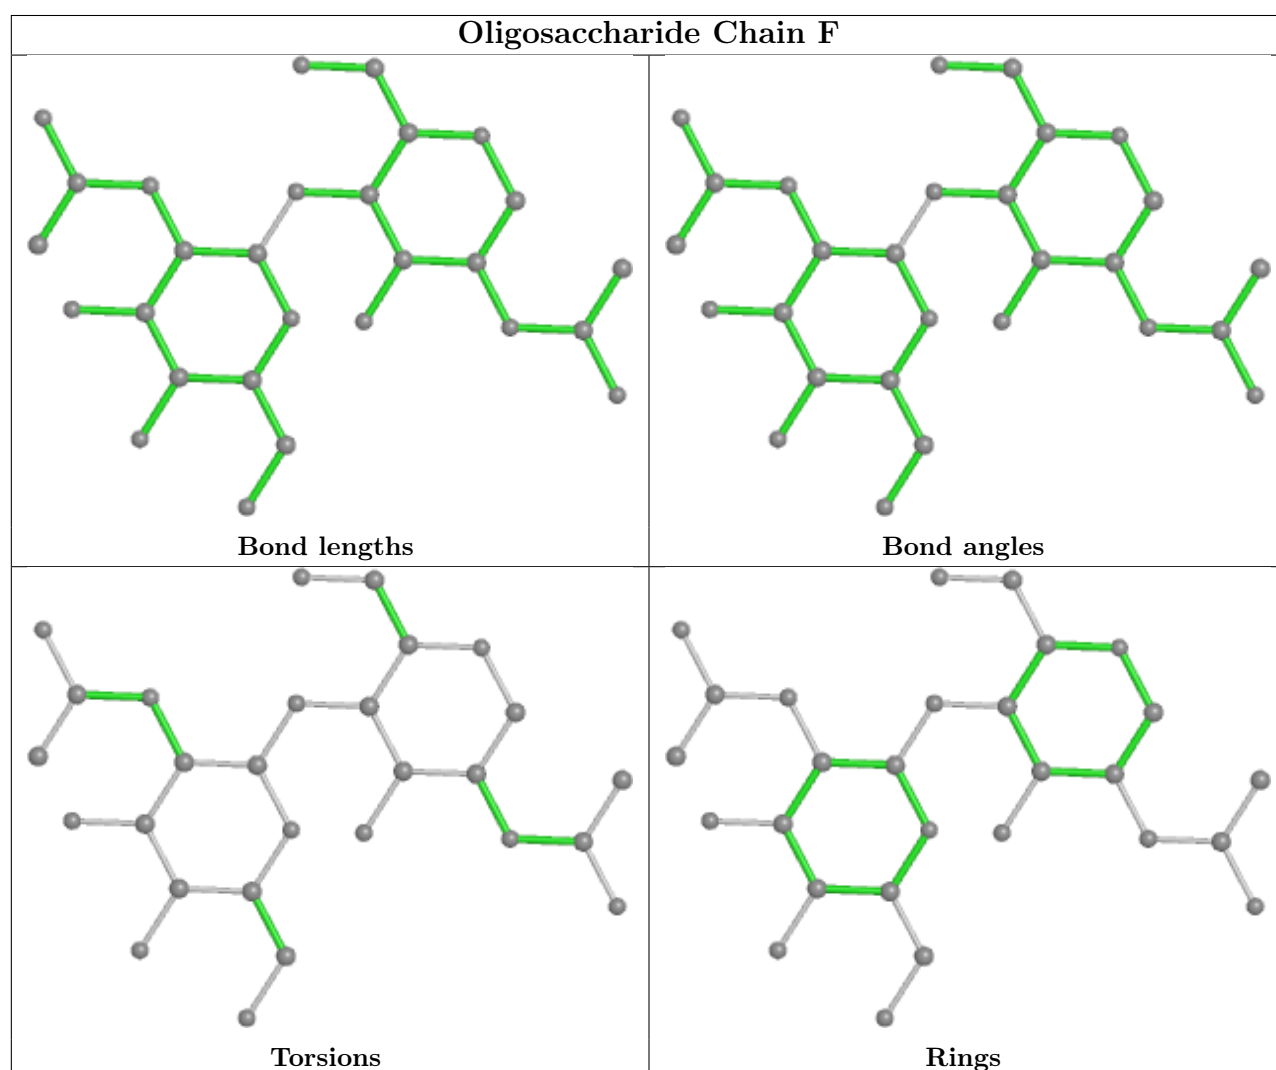 Oligosaccharide Chain F
Bond lengths
Bond angles
Torsions
Rings